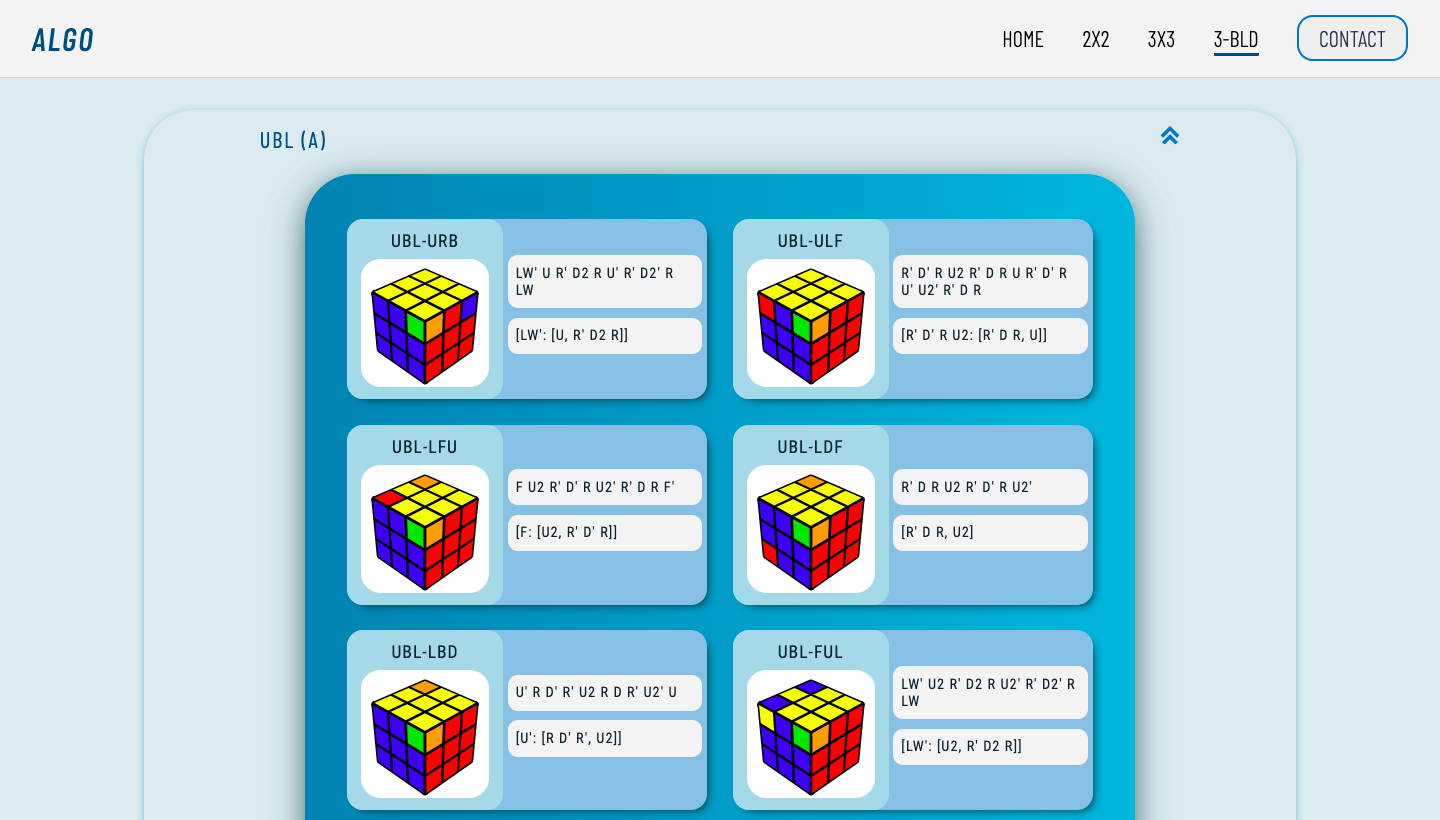 ALGO
HOME
2X2
3X3
3-BLD
CONTACT
UBL (A)
UBL-URB
LW' U R' D2 R U' R' D2' R
LW
[LW': [U, R' D2 R]]
UBL-ULF
R' D' R U2 R' D R U R' D' R
U' U2' R' D R
[R' D' R U2: [R' D R, U]]
UBL-LFU
F U2 R' D' R U2' R' D R F'
[F: [U2, R' D' R]]
UBL-LDF
R' D R U2 R' D' R U2'
[R' D R, U2]
UBL-LBD
U' R D' R' U2 R D R' U2' U
[U': [R D' R', U2]]
UBL-FUL
LW' U2 R' D2 R U2' R' D2' R
LW
[LW': [U2, R' D2 R]]